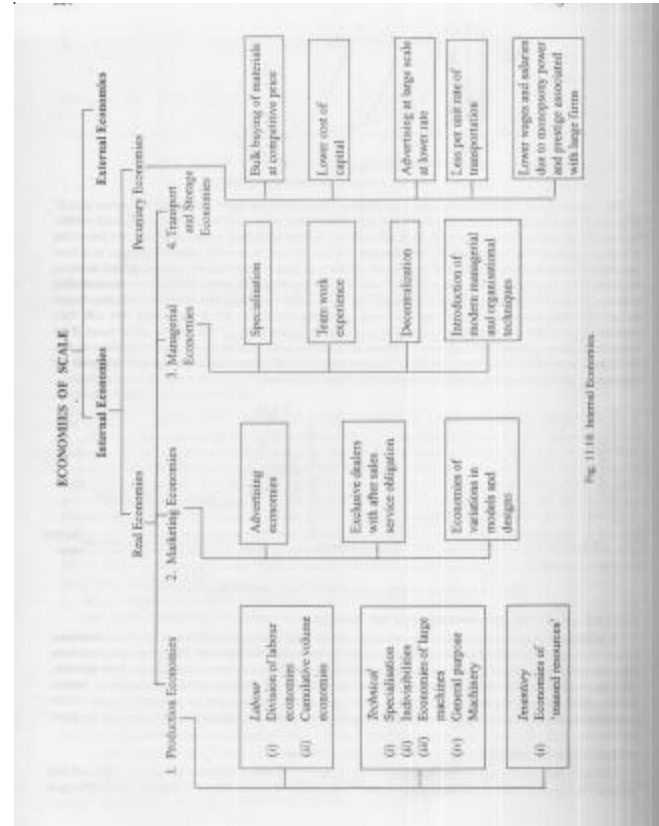 ECONOMIES OF SCALE
Internal Economies
External Economies
Real Economies
Pecuniary Economies
1. Production Economies
2. Marketing Economies
3. Managerial
Economies
4. Transport
and Storage
Economies
Labour
(i) Division of labour
economies
(ii) Cumulative volume
economies
Technical
(i) Specialisation
(ii) Indivisibilities
(iii) Economies of large
machines
(iv) General purpose
Machinery
Inventory
(i) Economies of
resources'
Advertising
economies
Exclusive dealers
with after sales
service obligation
Economies of
variations in
models and
designs
Specialisation
Team work
experience
Decentralization
Introduction of
modern managerial
and organisational
techniques
Bulk buying of materials
at competitive price
Lower cost of
capital
Advertising at large scale
at lower rate
Less per unit rate of
transportation
Lower wages and salaries
due to monopsony power
and prestige associated
with large firms
Fig. 11.18. Internal Economies.